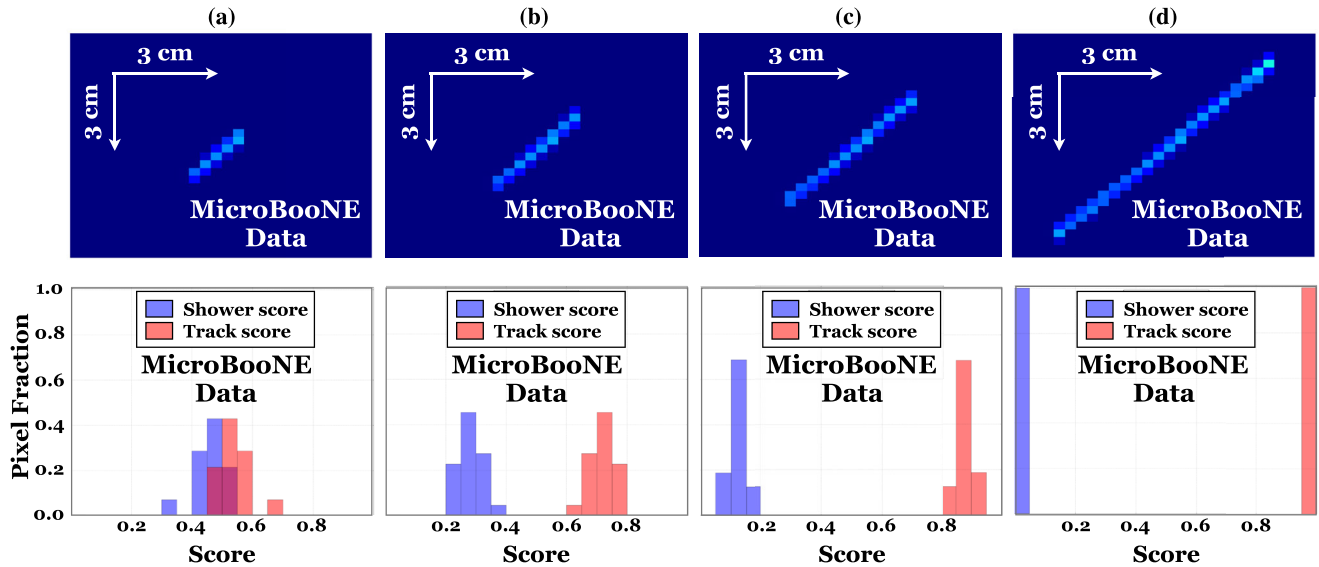 (a) (b) (c) (d)
3 cm 3 cm 3 cm 3 cm
3 cm 3 cm 3 cm 3 cm
MicroBooNE MicroBooNE MicroBooNE MicroBooNE
Data Data Data Data
1.0 Shower score Shower score Shower score Shower score
Track score Track score Track score Track score
0.8
MicroBooNE MicroBooNE MicroBooNE MicroBooNE
Data Data Data Data
0.6
Pixel Fraction
0.4
0.2
0.0
0.2 0.4 0.6 0.8 0.2 0.4 0.6 0.8 0.2 0.4 0.6 0.8 0.2 0.4 0.6 0.8
Score Score Score Score